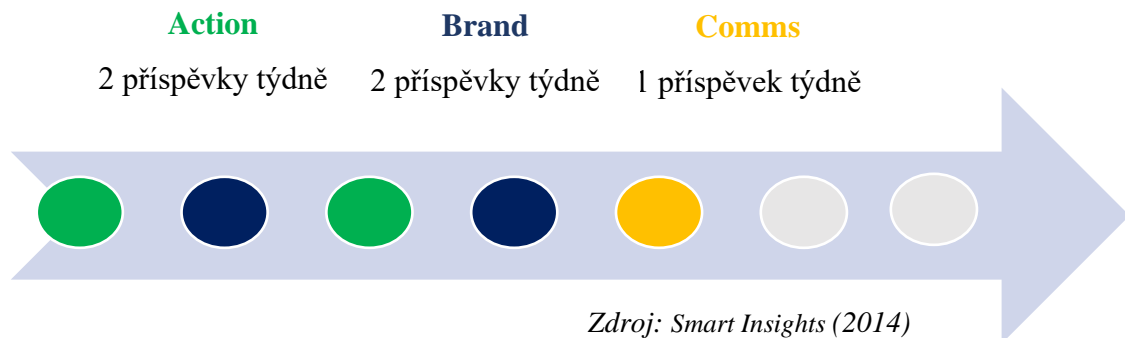 Action Brand Comms
2 příspěvky týdně 2 příspěvky týdně 1 příspěvek týdně
Zdroj: Smart Insights (2014)